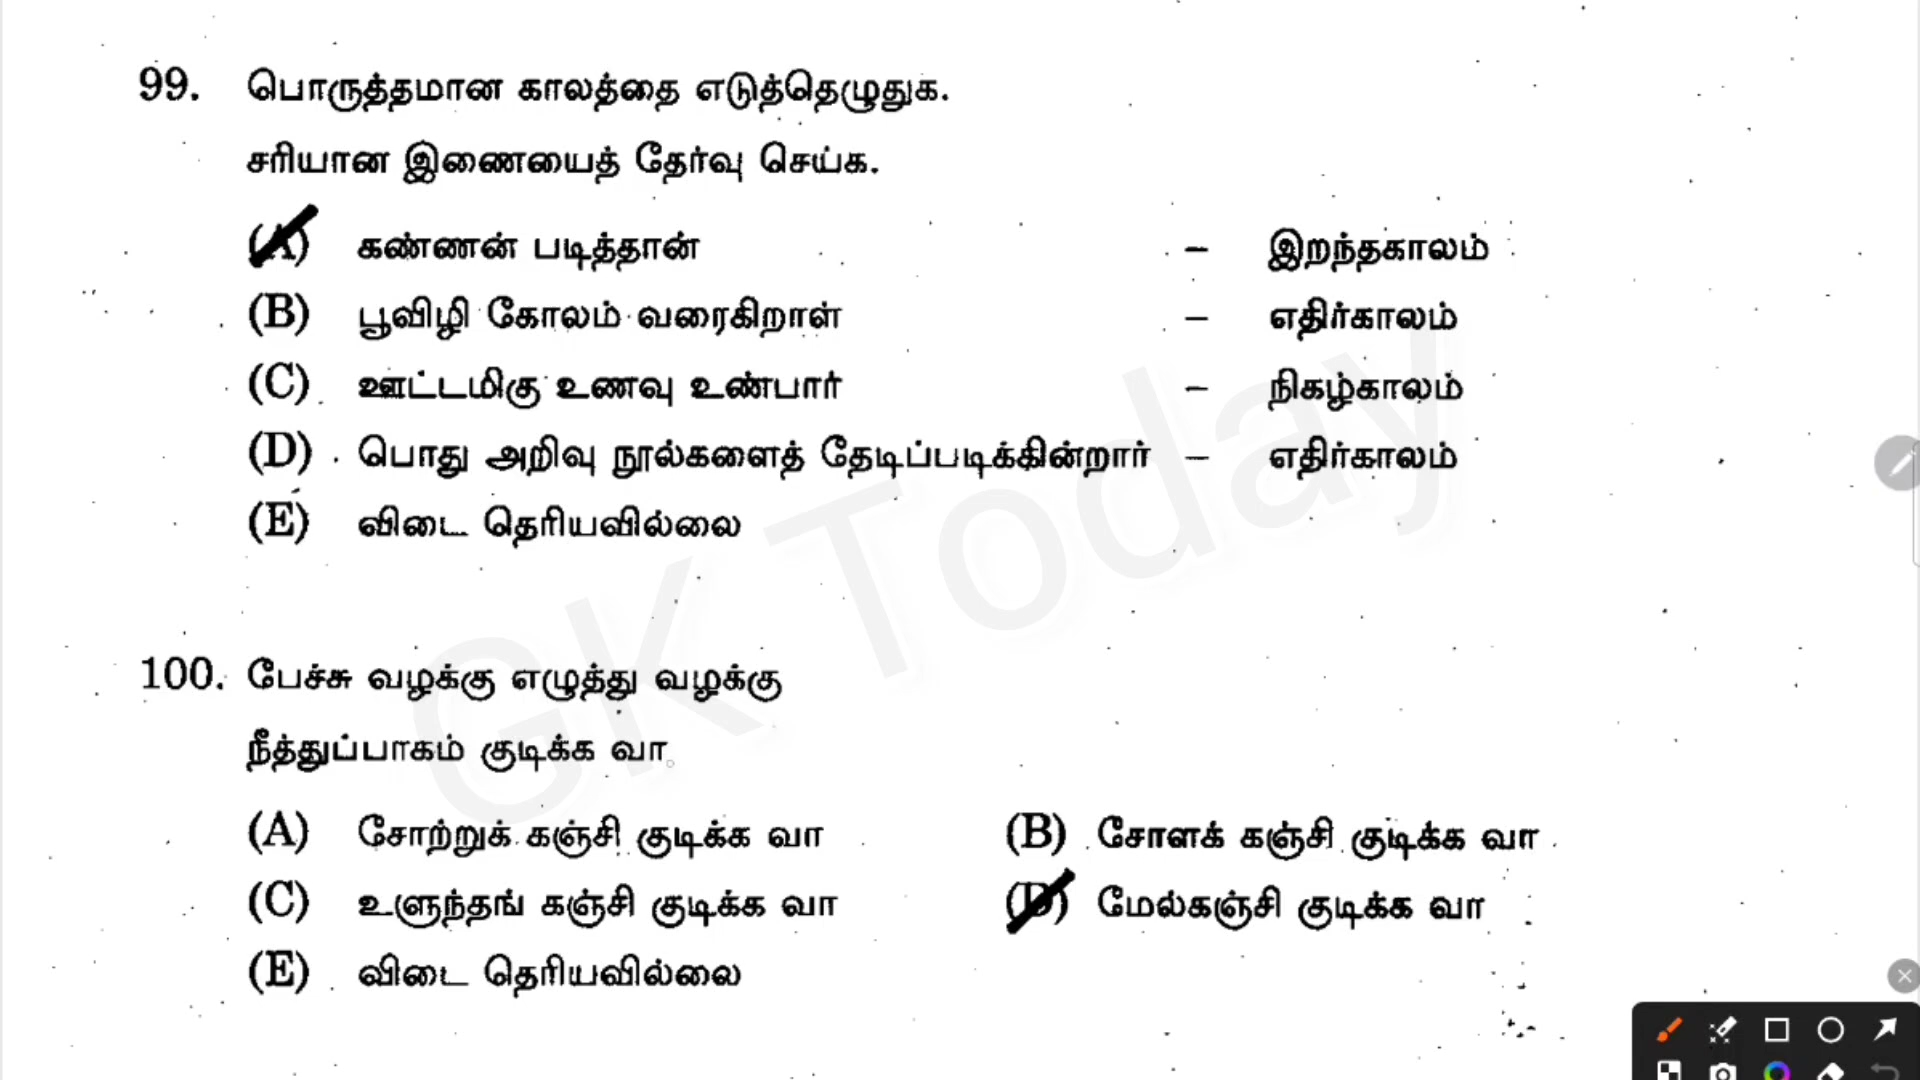 99. பொருத்தமான காலத்தை எடுத்தெழுதுக.
சரியான இணையைத் தேர்வு செய்க.
(A) கண்ணன் படித்தான் – இறந்தகாலம்
(B) பூவிழி கோலம் வரைகிறாள் – எதிர்காலம்
(C) ஊட்டமிகு உணவு உண்பார் – நிகழ்காலம்
(D) பொது அறிவு நூல்களைத் தேடிப்படிக்கின்றார் – எதிர்காலம்
(E) விடை தெரியவில்லை
GK Today
100. பேச்சு வழக்கு எழுத்து வழக்கு
நீத்துப்பாகம் குடிக்க வா
(A) சோற்றுக் கஞ்சி குடிக்க வா (B) சோளக் கஞ்சி குடிக்க வா
(C) உளுந்தங் கஞ்சி குடிக்க வா (D) மேல்கஞ்சி குடிக்க வா
(E) விடை தெரியவில்லை